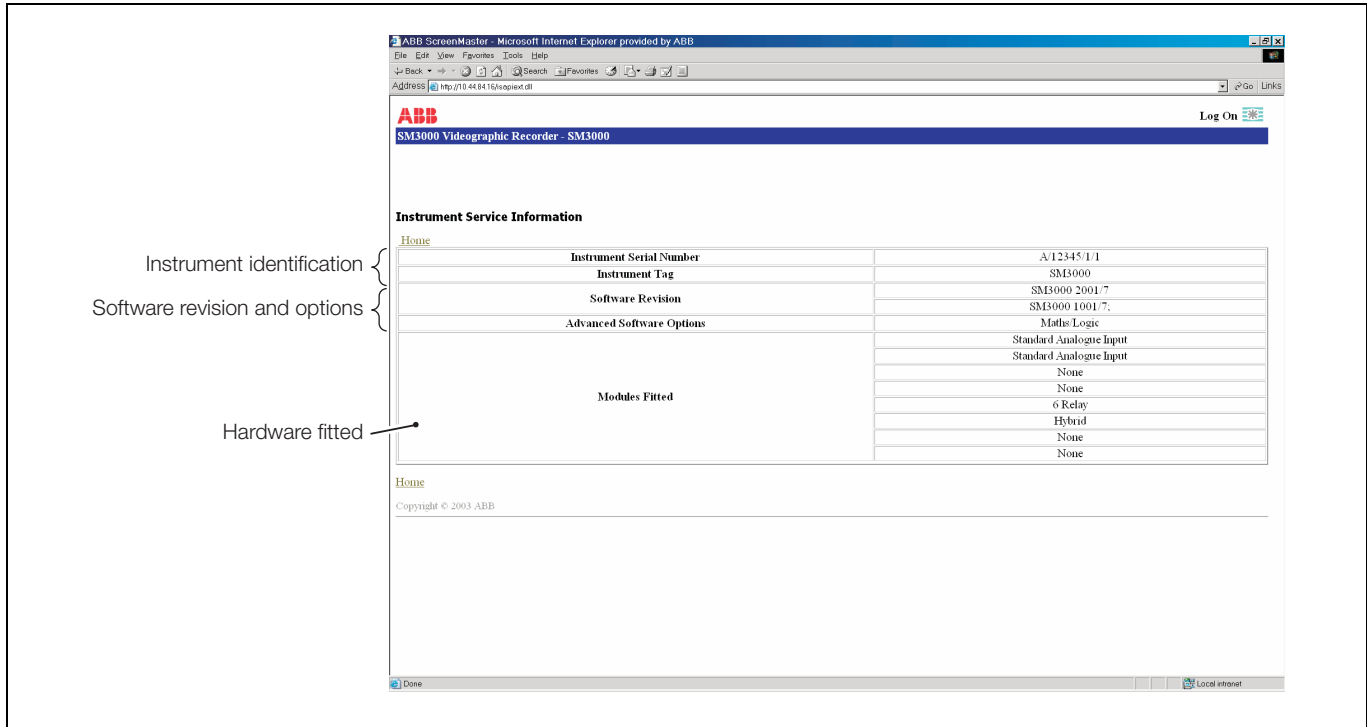 ABB ScreenMaster - Microsoft Internet Explorer provided by ABB
File Edit View Favorites Tools Help
Back Search Favorites
Address http://10.44.84.16/isapiext.dll Go Links
ABB Log On
SM3000 Videographic Recorder - SM3000
Instrument Service Information
Home
Instrument identification
Instrument Serial Number A/12345/1/1
Instrument Tag SM3000
Software revision and options
Software Revision SM3000 2001/7
SM3000 1001/7;
Advanced Software Options Maths/Logic
Hardware fitted
Modules Fitted
Standard Analogue Input
Standard Analogue Input
None
None
6 Relay
Hybrid
None
None
Home
Copyright © 2003 ABB
Done Local intranet